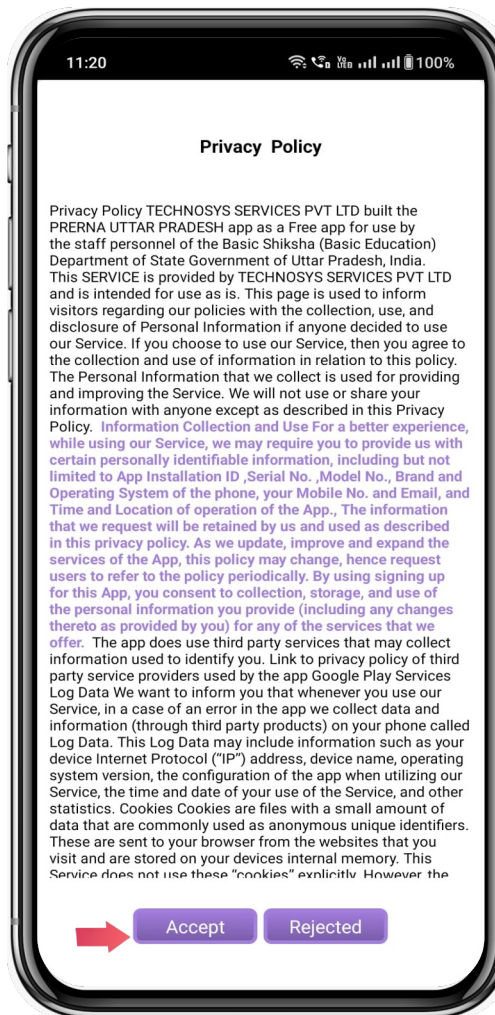 11:20
100%
Privacy Policy
Privacy Policy TECHNOSYS SERVICES PVT LTD built the
PRERNA UTTAR PRADESH app as a Free app for use by
the staff personnel of the Basic Shiksha (Basic Education)
Department of State Government of Uttar Pradesh, India.
This SERVICE is provided by TECHNOSYS SERVICES PVT LTD
and is intended for use as is. This page is used to inform
visitors regarding our policies with the collection, use, and
disclosure of Personal Information if anyone decided to use
our Service. If you choose to use our Service, then you agree to
the collection and use of information in relation to this policy.
The Personal Information that we collect is used for providing
and improving the Service. We will not use or share your
information with anyone except as described in this Privacy
Policy. Information Collection and Use For a better experience,
while using our Service, we may require you to provide us with
certain personally identifiable information, including but not
limited to App Installation ID ,Serial No. ,Model No., Brand and
Operating System of the phone, your Mobile No. and Email, and
Time and Location of operation of the App., The information
that we request will be retained by us and used as described
in this privacy policy. As we update, improve and expand the
services of the App, this policy may change, hence request
users to refer to the policy periodically. By using signing up
for this App, you consent to collection, storage, and use of
the personal information you provide (including any changes
thereto as provided by you) for any of the services that we
offer. The app does use third party services that may collect
information used to identify you. Link to privacy policy of third
party service providers used by the app Google Play Services
Log Data We want to inform you that whenever you use our
Service, in a case of an error in the app we collect data and
information (through third party products) on your phone called
Log Data. This Log Data may include information such as your
device Internet Protocol (“IP”) address, device name, operating
system version, the configuration of the app when utilizing our
Service, the time and date of your use of the Service, and other
statistics. Cookies Cookies are files with a small amount of
data that are commonly used as anonymous unique identifiers.
These are sent to your browser from the websites that you
visit and are stored on your devices internal memory. This
Service does not use these “cookies” explicitly. However, the
Accept Rejected